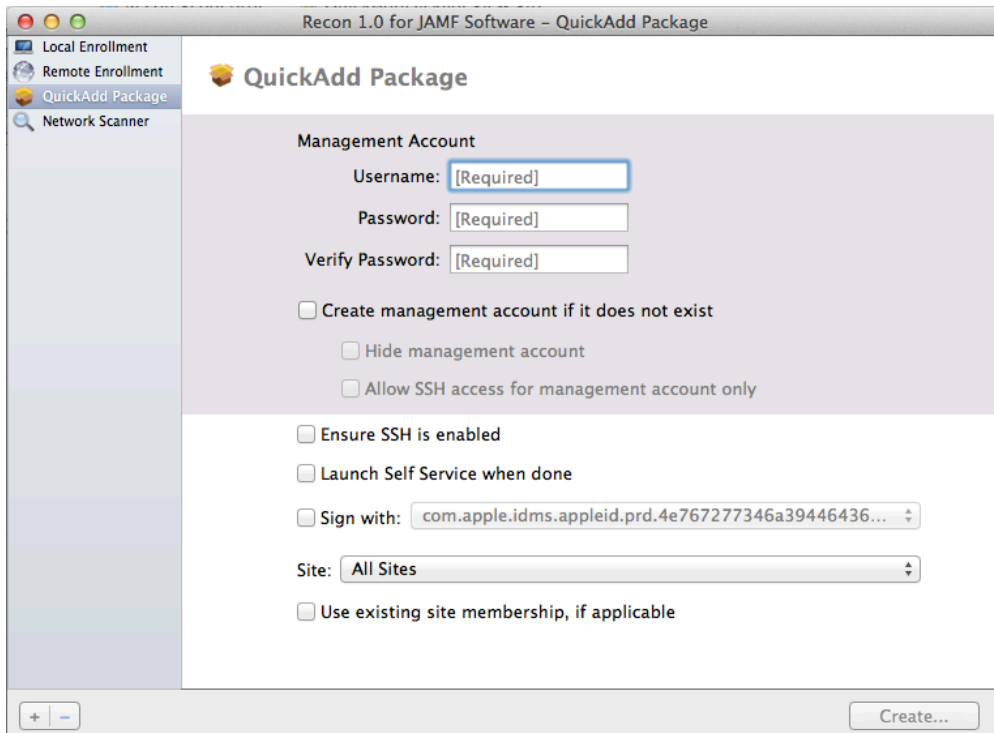 Recon 1.0 for JAMF Software – QuickAdd Package
Local Enrollment
Remote Enrollment
QuickAdd Package
Network Scanner
QuickAdd Package
Management Account
Username: [Required]
Password: [Required]
Verify Password: [Required]
Create management account if it does not exist
Hide management account
Allow SSH access for management account only
Ensure SSH is enabled
Launch Self Service when done
Sign with: com.apple.idms.appleid.prd.4e767277346a39446436...
Site: All Sites
Use existing site membership, if applicable
+ −
Create...